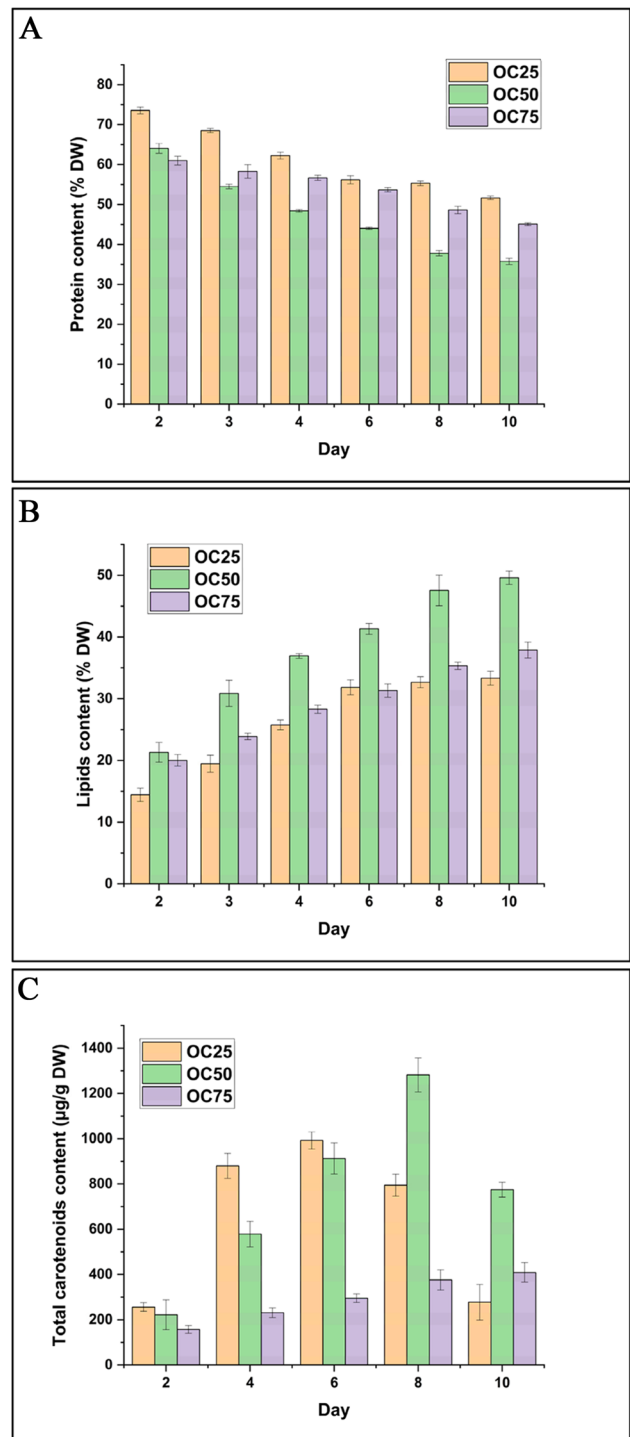 A
OC25
OC50
OC75
80
70
60
50
40
30
20
10
0
Protein content (% DW)
2 3 4 6 8 10
Day
B
OC25
OC50
OC75
50
40
30
20
10
0
Lipids content (% DW)
2 3 4 6 8 10
Day
C
OC25
OC50
OC75
1400
1200
1000
800
600
400
200
0
Total carotenoids content (µg/g DW)
2 4 6 8 10
Day